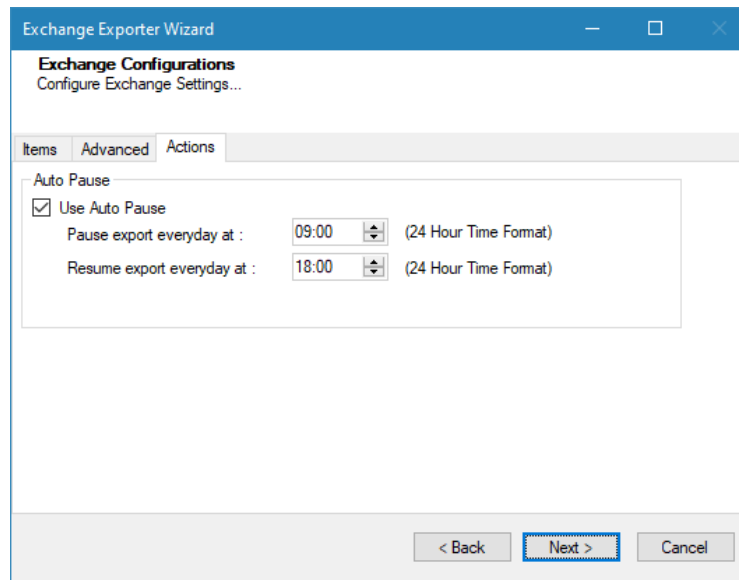 Exchange Exporter Wizard
Exchange Configurations
Configure Exchange Settings...
Items Advanced Actions
Auto Pause
Use Auto Pause
Pause export everyday at : 09:00 (24 Hour Time Format)
Resume export everyday at : 18:00 (24 Hour Time Format)
< Back Next > Cancel